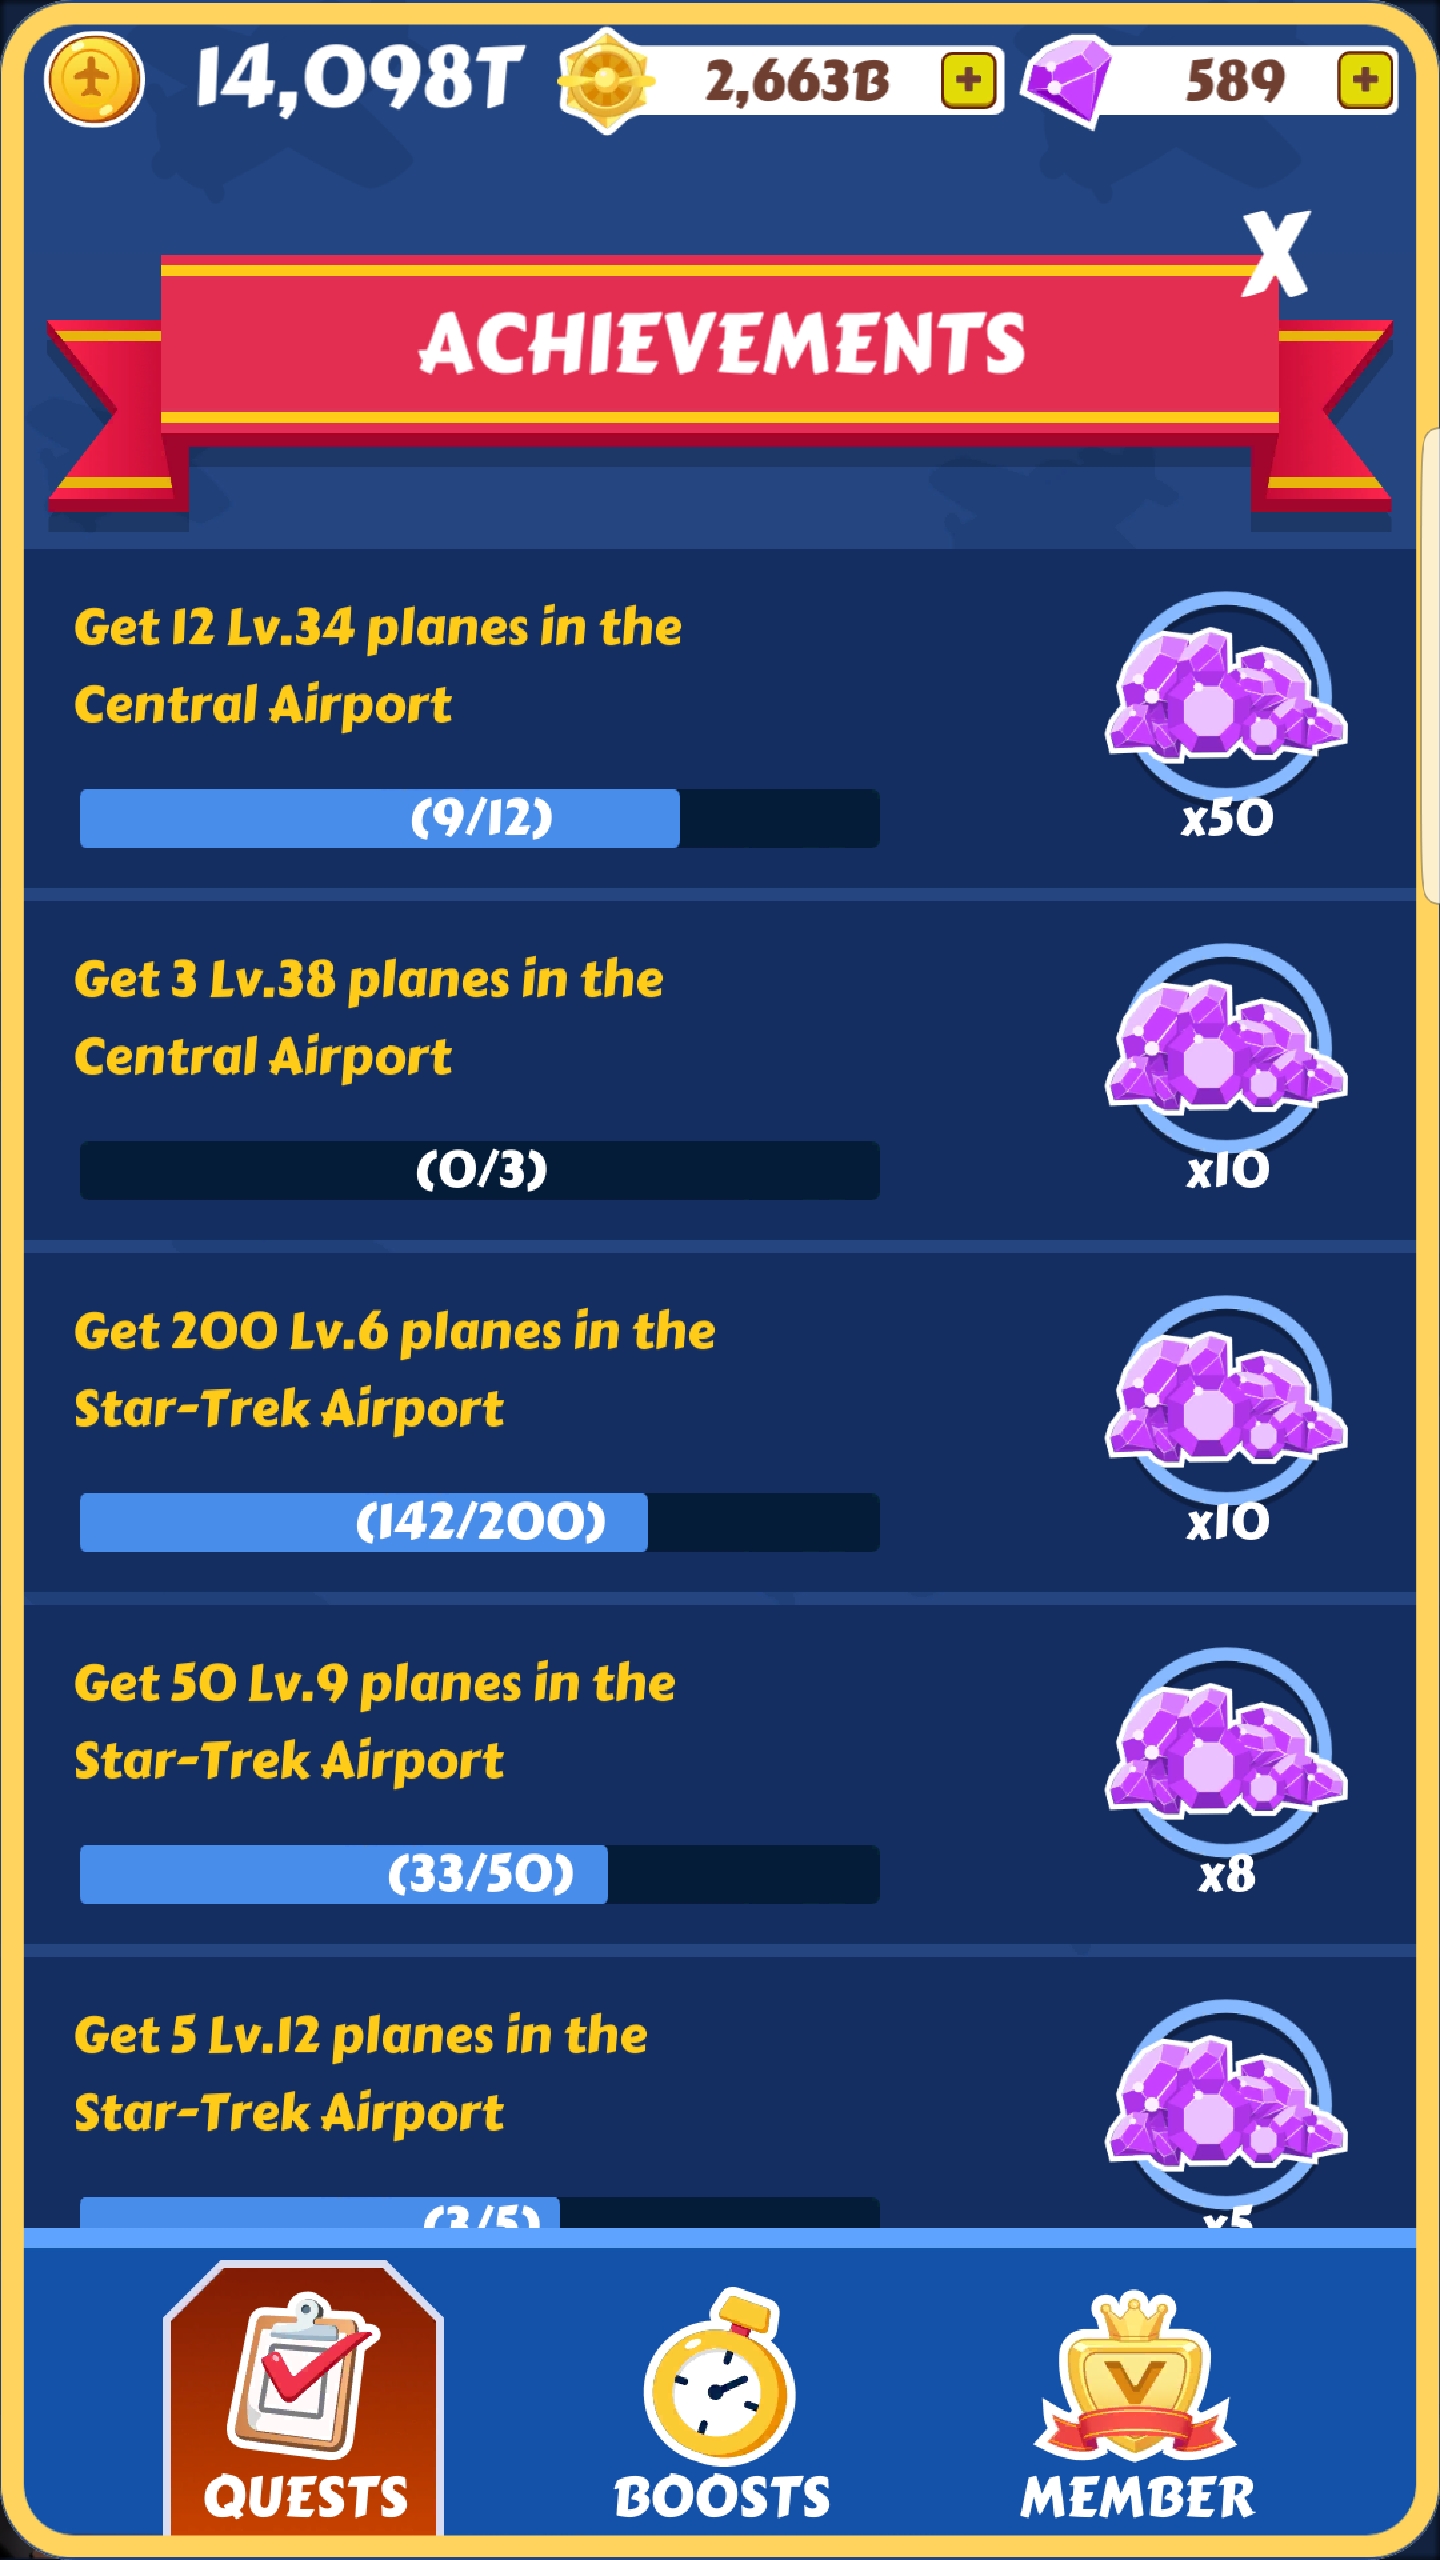 14,098T 2,663B + 589 +
X
ACHIEVEMENTS
Get 12 Lv.34 planes in the
Central Airport
(9/12)
x50
Get 3 Lv.38 planes in the
Central Airport
(0/3)
x10
Get 200 Lv.6 planes in the
Star-Trek Airport
(142/200)
x10
Get 50 Lv.9 planes in the
Star-Trek Airport
(33/50)
x8
Get 5 Lv.12 planes in the
Star-Trek Airport
(3/5)
x5
V
QUESTS BOOSTS MEMBER